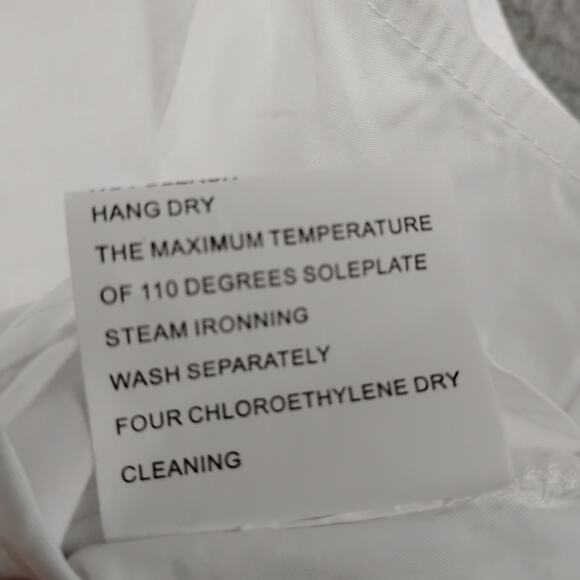 HANG DRY
THE MAXIMUM TEMPERATURE
OF 110 DEGREES SOLEPLATE
STEAM IRONNING
WASH SEPARATELY
FOUR CHLOROETHYLENE DRY
CLEANING